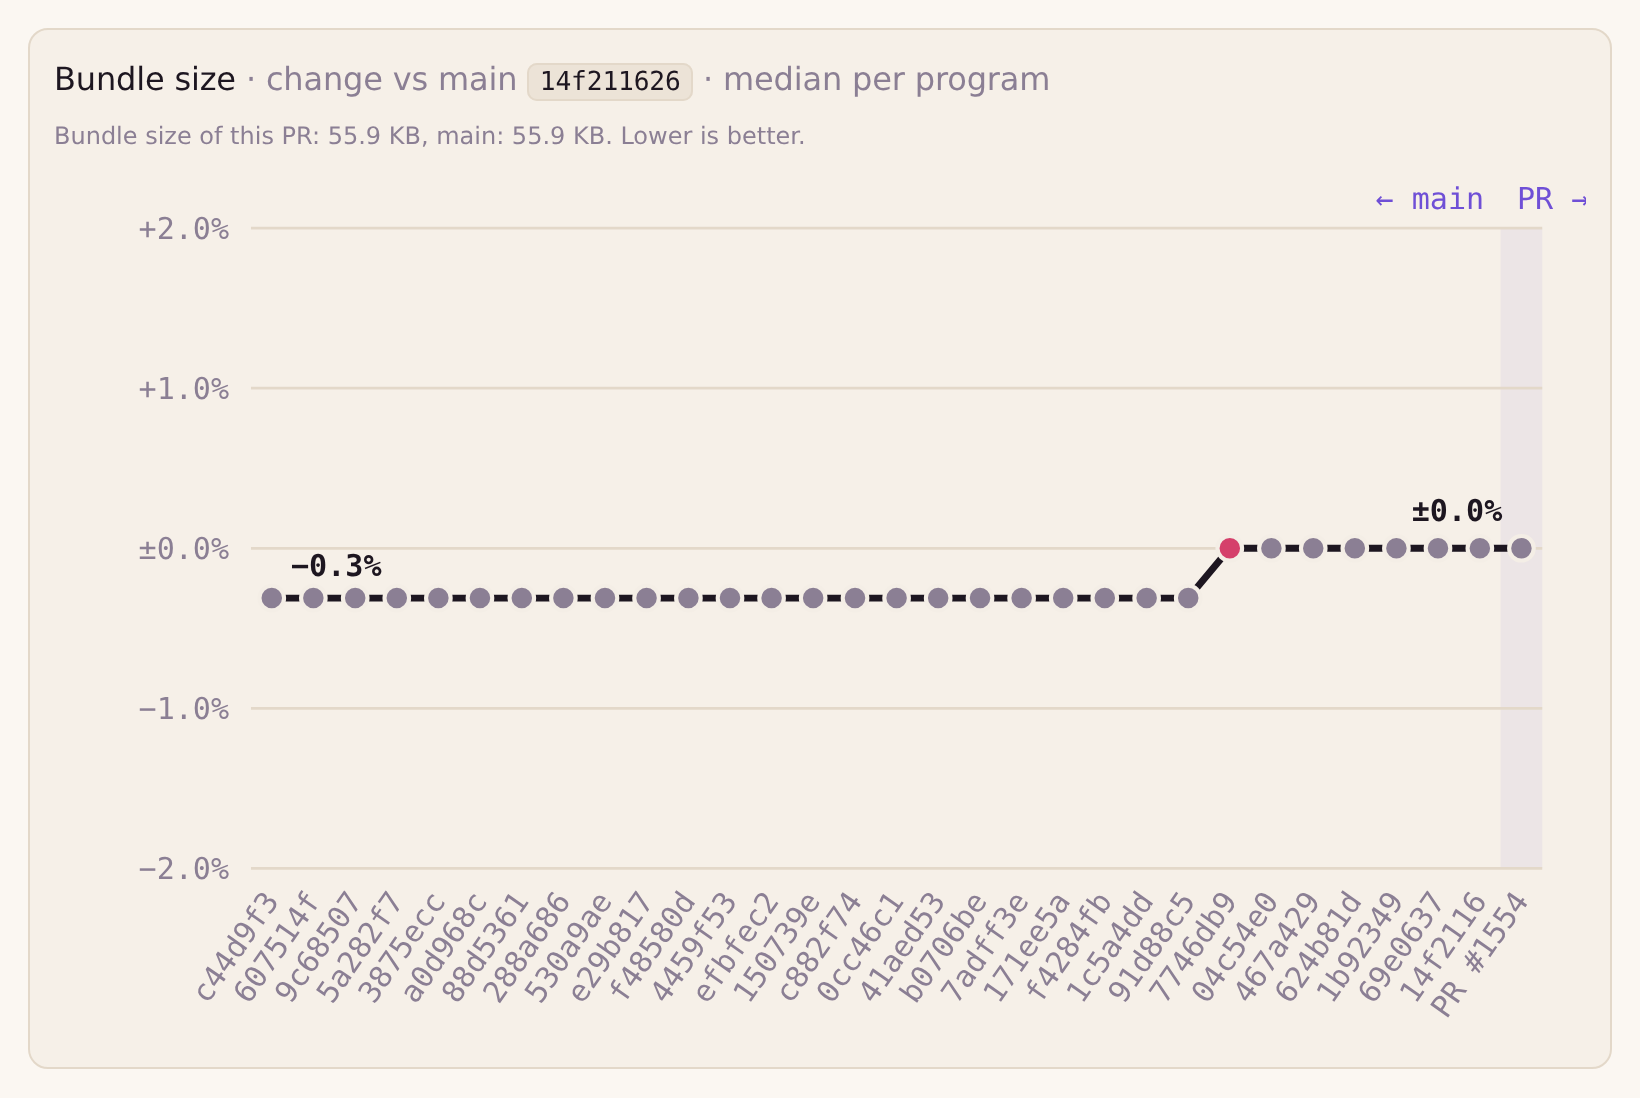 Bundle size · change vs main 14f211626 · median per program
Bundle size of this PR: 55.9 KB, main: 55.9 KB. Lower is better.
← main PR →
+2.0%
+1.0%
±0.0%
−1.0%
−2.0%
−0.3%
±0.0%
c44d9f3
607514f
9c68507
5a282f7
3875ecc
a0d968c
88d5361
288a686
530a9ae
e29b817
f48580d
4459f53
efbfec2
150739e
c882f74
0cc46c1
41aed53
b0706be
7adff3e
171ee5a
f4284fb
1c5a4dd
91d88c5
7746db9
04c54e0
467a429
624b81d
1b92349
69e0637
14f2116
PR #1554